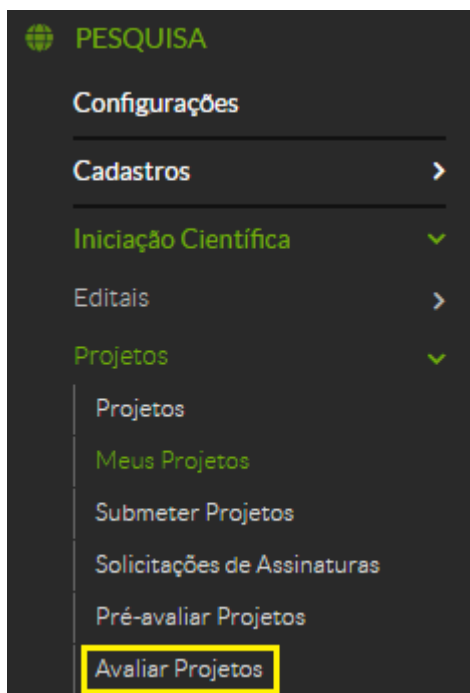 PESQUISA
Configurações
Cadastros
Iniciação Científica
Editais
Projetos
Projetos
Meus Projetos
Submeter Projetos
Solicitações de Assinaturas
Pré-avaliar Projetos
Avaliar Projetos